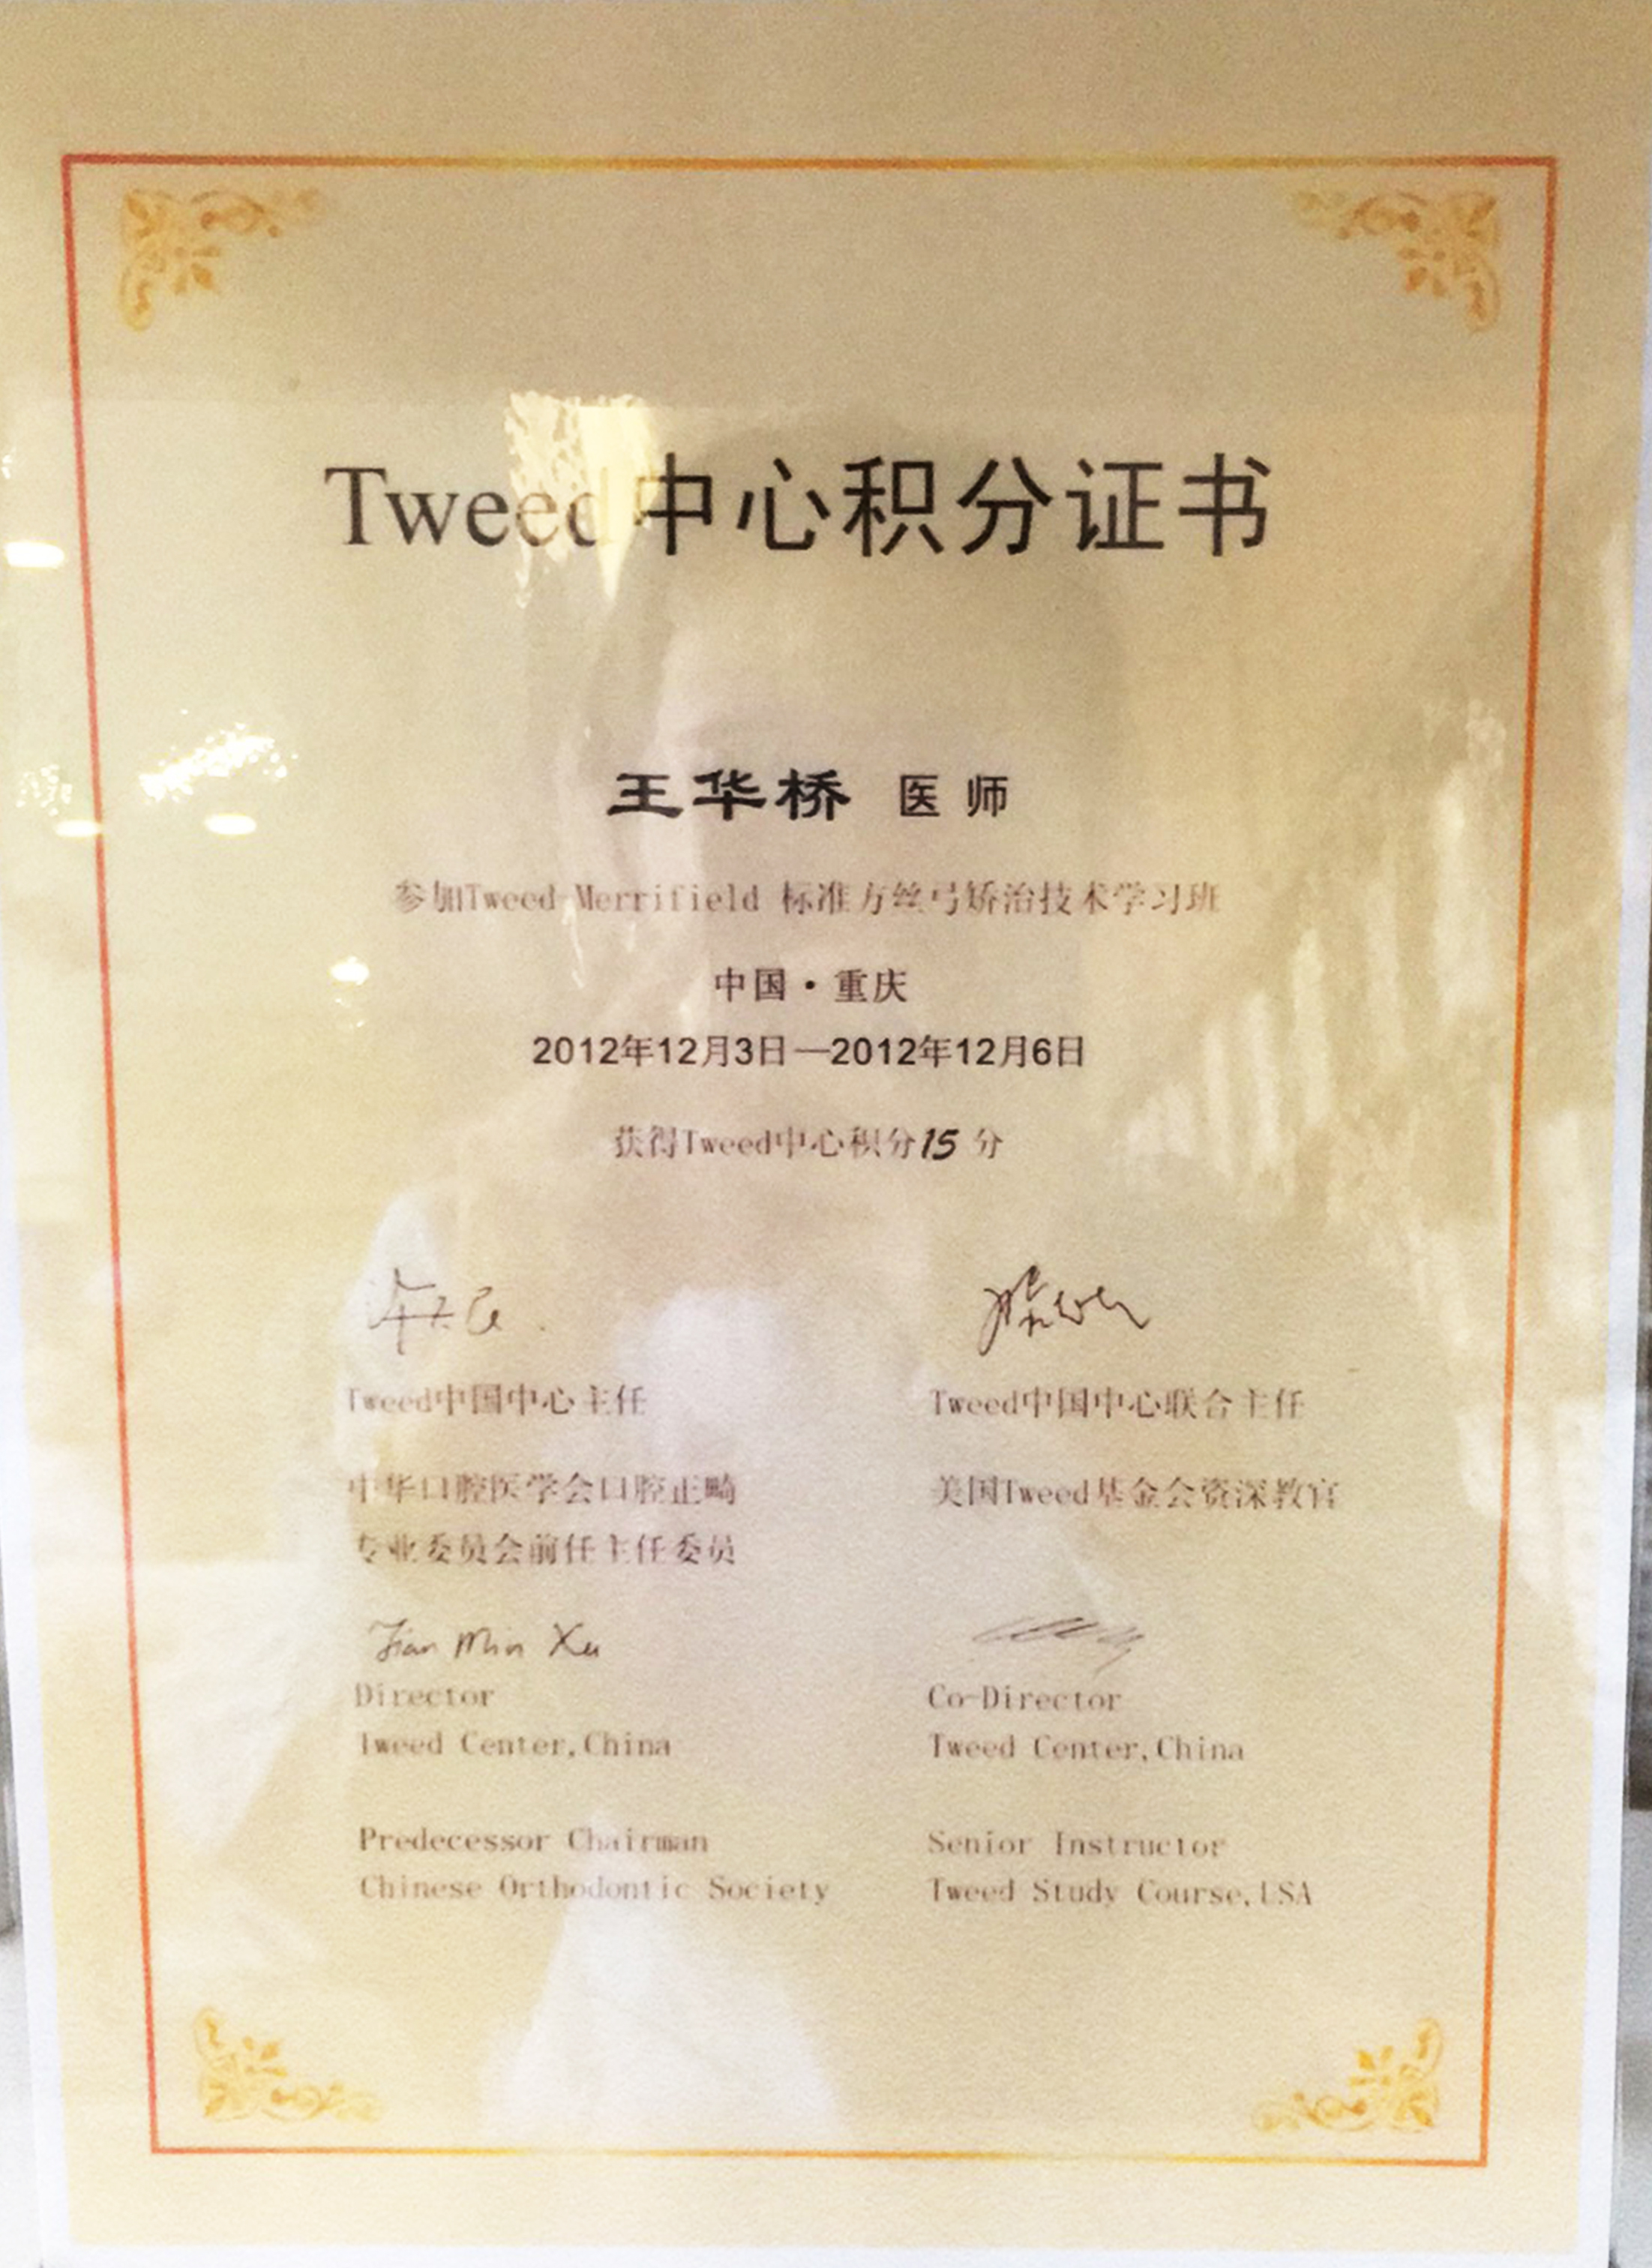 Tweed中心积分证书
王华桥 医师
参加Tweed-Merrifield 标准方丝弓矫治技术学习班
中国·重庆
2012年12月3日—2012年12月6日
获得Tweed中心积分15 分
Tweed中国中心主任
Tweed中国中心联合主任
中华口腔医学会口腔正畸
美国Tweed基金会资深教官
专业委员会前任主任委员
Jian Min Xu
Director
Co-Director
Tweed Center,China
Tweed Center,China
Predecessor Chairman
Senior Instructor
Chinese Orthodontic Society
Tweed Study Course,USA